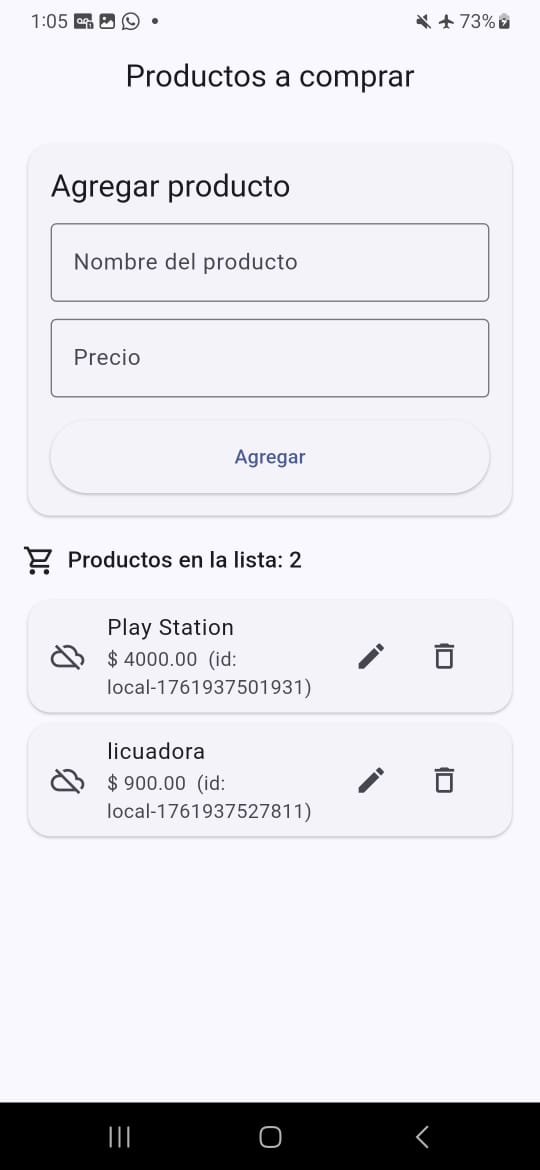 1:05
73%
Productos a comprar
Agregar producto
Nombre del producto
Precio
Agregar
Productos en la lista: 2
Play Station
$ 4000.00  (id:
local-1761937501931)
licuadora
$ 900.00  (id:
local-1761937527811)